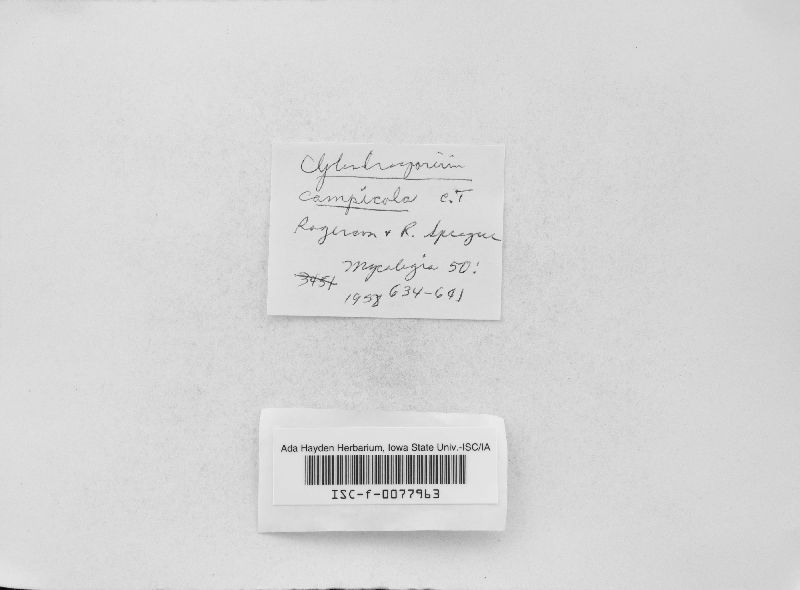 Cylindrosporium
campicola C.T
Rogerson & R. Sprague
Mycologia 50:
3454
1958 634-641
Ada Hayden Herbarium, Iowa State Univ.-ISC/IA
ISC-f-0077963